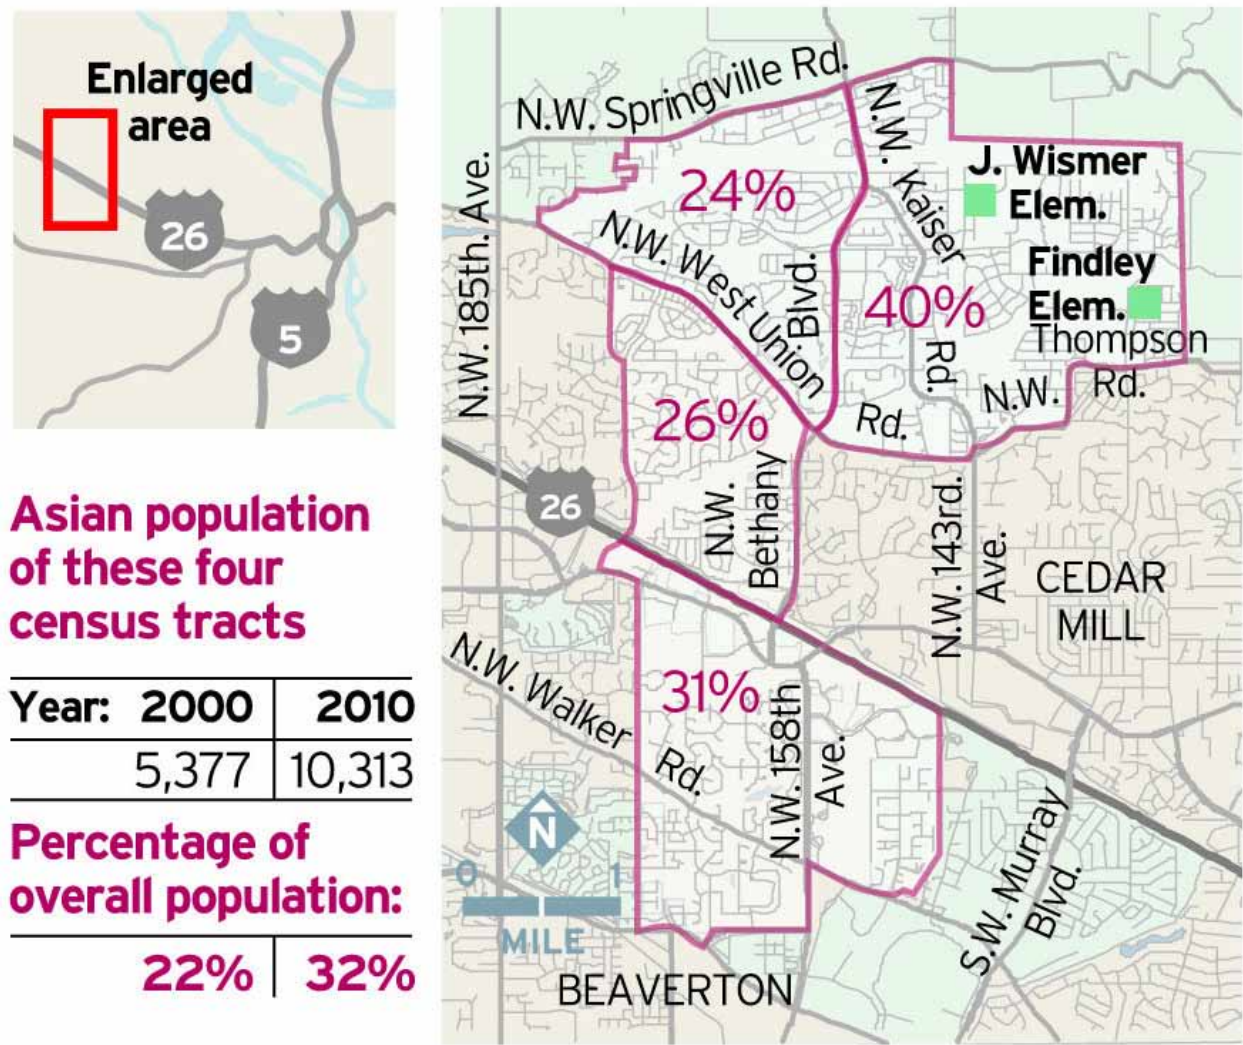 Enlarged
area
26
5
Asian population
of these four
census tracts
Year: 2000 2010
5,377 10,313
Percentage of
overall population:
22% 32%
N.W. Springville Rd.
N.W. 185th. Ave.
N.W. Kaiser
Rd.
J. Wismer
Elem.
Findley
Elem.
Thompson
Rd.
N.W.
24%
N.W. West Union
Rd.
Blvd.
40%
26%
N.W.
Bethany
26
N.W. 143rd.
Ave.
CEDAR
MILL
N.W. Walker
Rd.
31%
N.W. 158th
Ave.
N
0 1
MILE
S.W. Murray
Blvd.
BEAVERTON